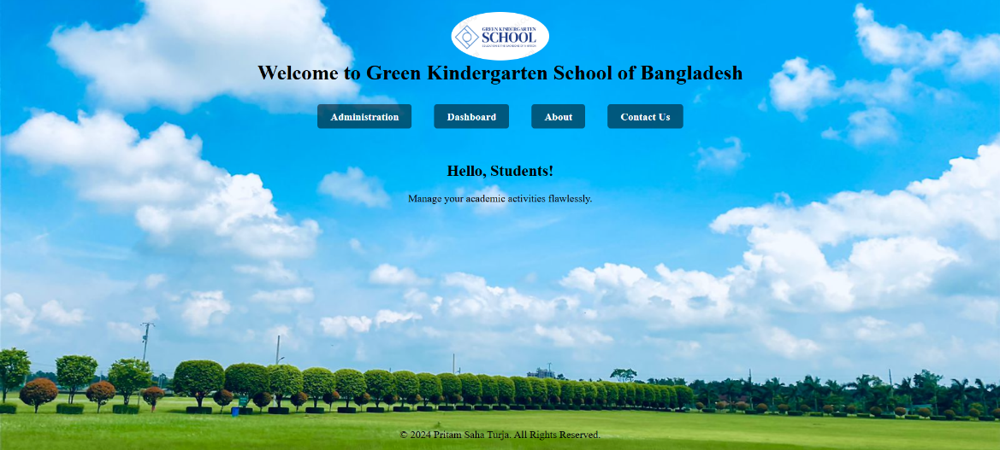 GREEN KINDERGARTEN
SCHOOL
Welcome to Green Kindergarten School of Bangladesh
Administration Dashboard About Contact Us
Hello, Students!
Manage your academic activities flawlessly.
© 2024 Pritam Saha Turja. All Rights Reserved.